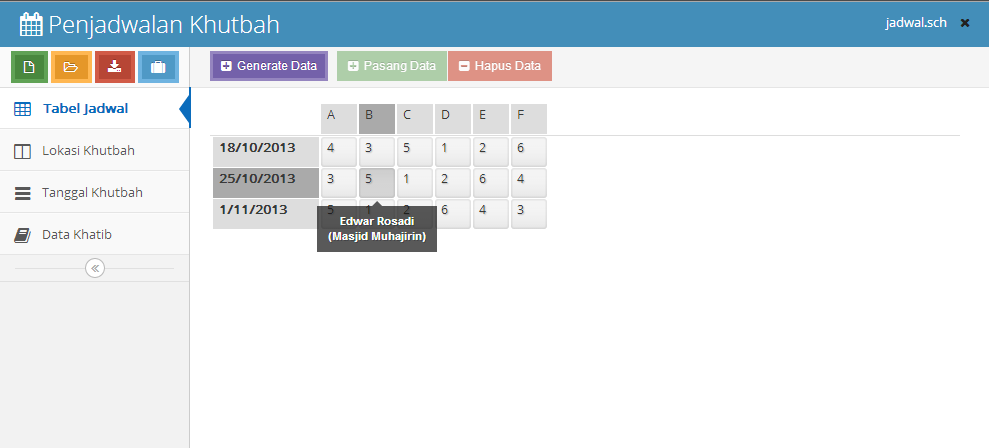 Penjadwalan Khutbah
jadwal.sch ×
Generate Data Pasang Data Hapus Data
Tabel Jadwal
Lokasi Khutbah
Tanggal Khutbah
Data Khatib
A B C D E F
18/10/2013 4 3 5 1 2 6
25/10/2013 3 5 1 2 6 4
1/11/2013 5 1 2 6 4 3
Edwar Rosadi
(Masjid Muhajirin)